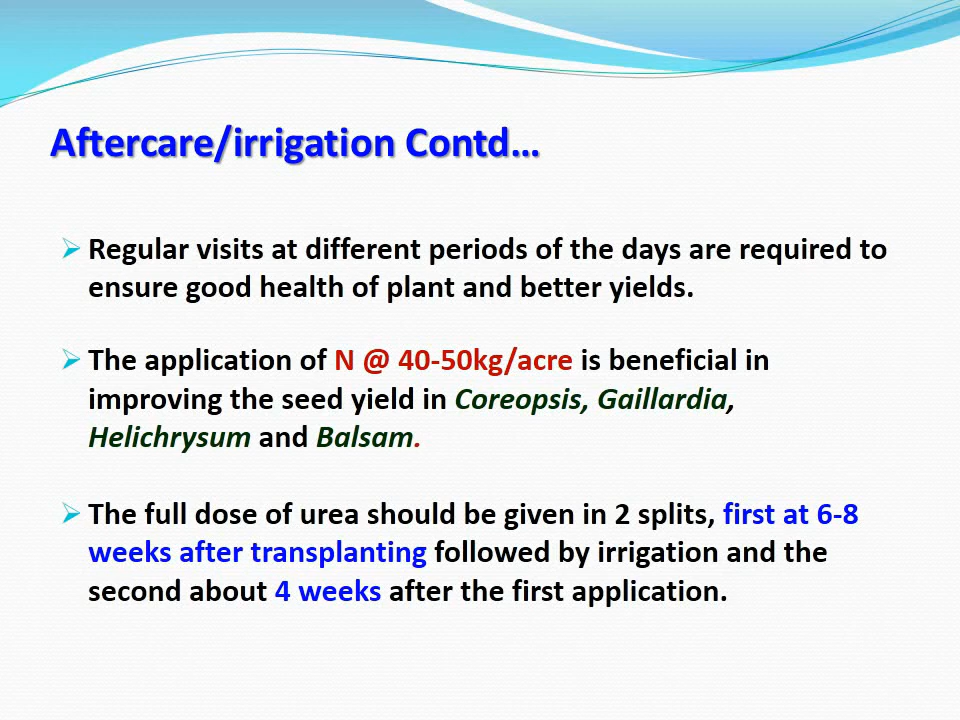 Aftercare/irrigation Contd...
Regular visits at different periods of the days are required to
ensure good health of plant and better yields.
The application of N @ 40-50kg/acre is beneficial in
improving the seed yield in Coreopsis, Gaillardia,
Helichrysum and Balsam.
The full dose of urea should be given in 2 splits, first at 6-8
weeks after transplanting followed by irrigation and the
second about 4 weeks after the first application.